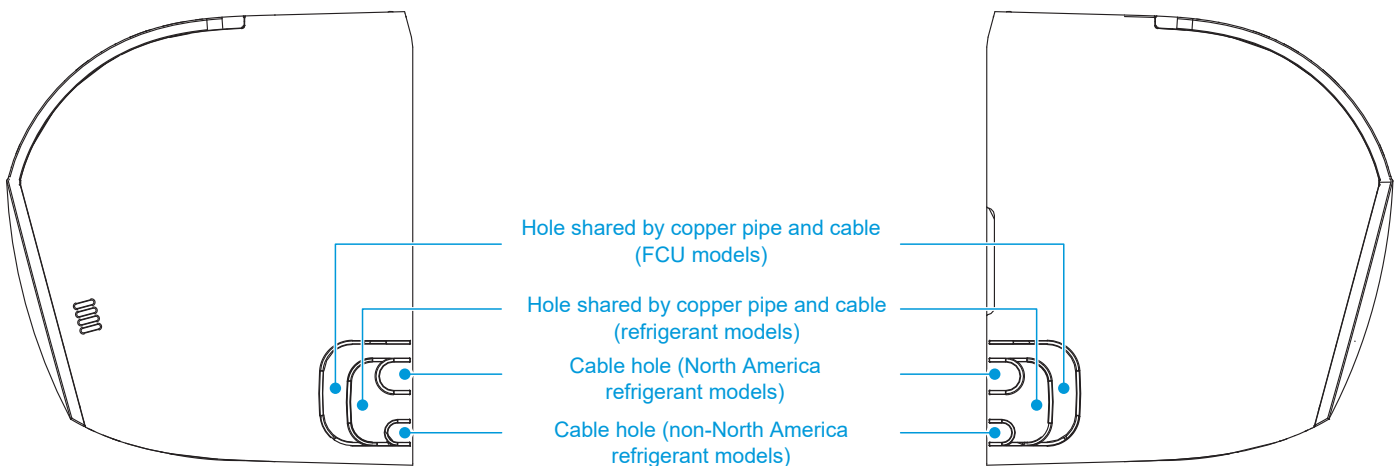 Hole shared by copper pipe and cable
(FCU models)
Hole shared by copper pipe and cable
(refrigerant models)
Cable hole (North America
refrigerant models)
Cable hole (non-North America
refrigerant models)